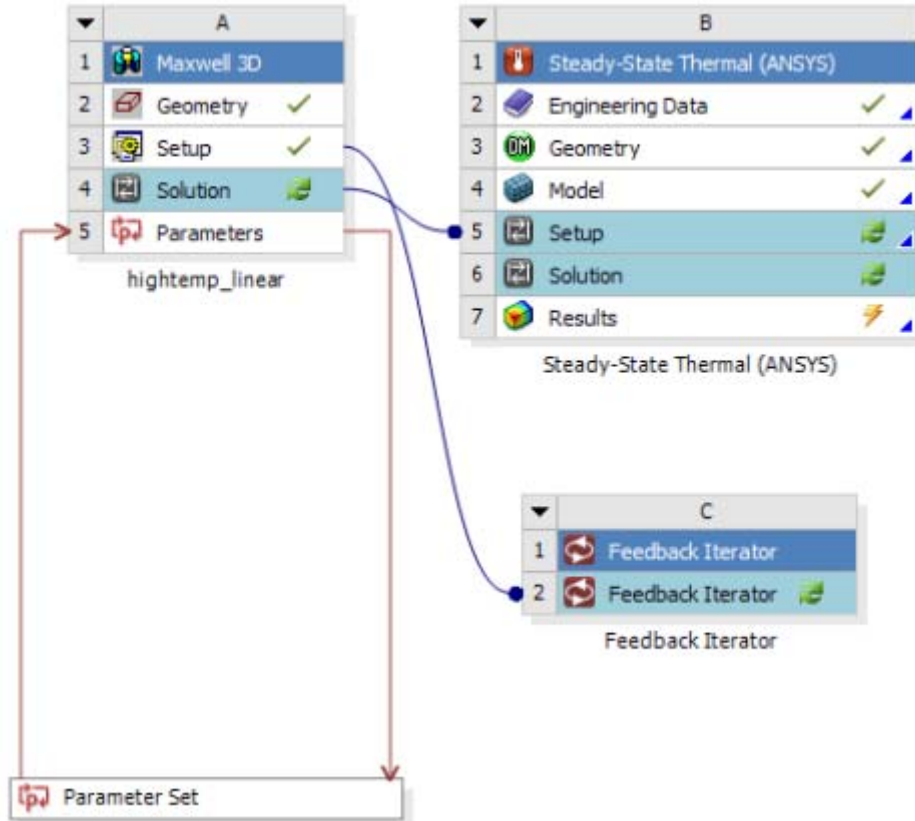 A
1 Maxwell 3D
2 Geometry
3 Setup
4 Solution
5 Parameters
hightemp_linear
B
1 Steady-State Thermal (ANSYS)
2 Engineering Data
3 Geometry
4 Model
5 Setup
6 Solution
7 Results
Steady-State Thermal (ANSYS)
C
1 Feedback Iterator
2 Feedback Iterator
Feedback Iterator
Parameter Set